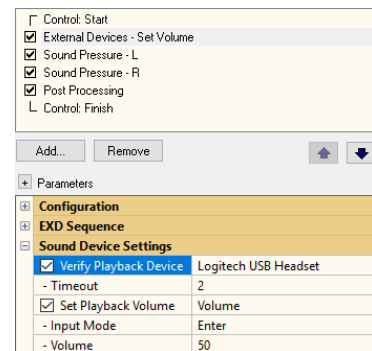 Control: Start
External Devices - Set Volume
Sound Pressure - L
Sound Pressure - R
Post Processing
Control: Finish
Add... Remove
Parameters
Configuration
EXD Sequence
Sound Device Settings
Verify Playback Device Logitech USB Headset
- Timeout 2
Set Playback Volume Volume
- Input Mode Enter
- Volume 50